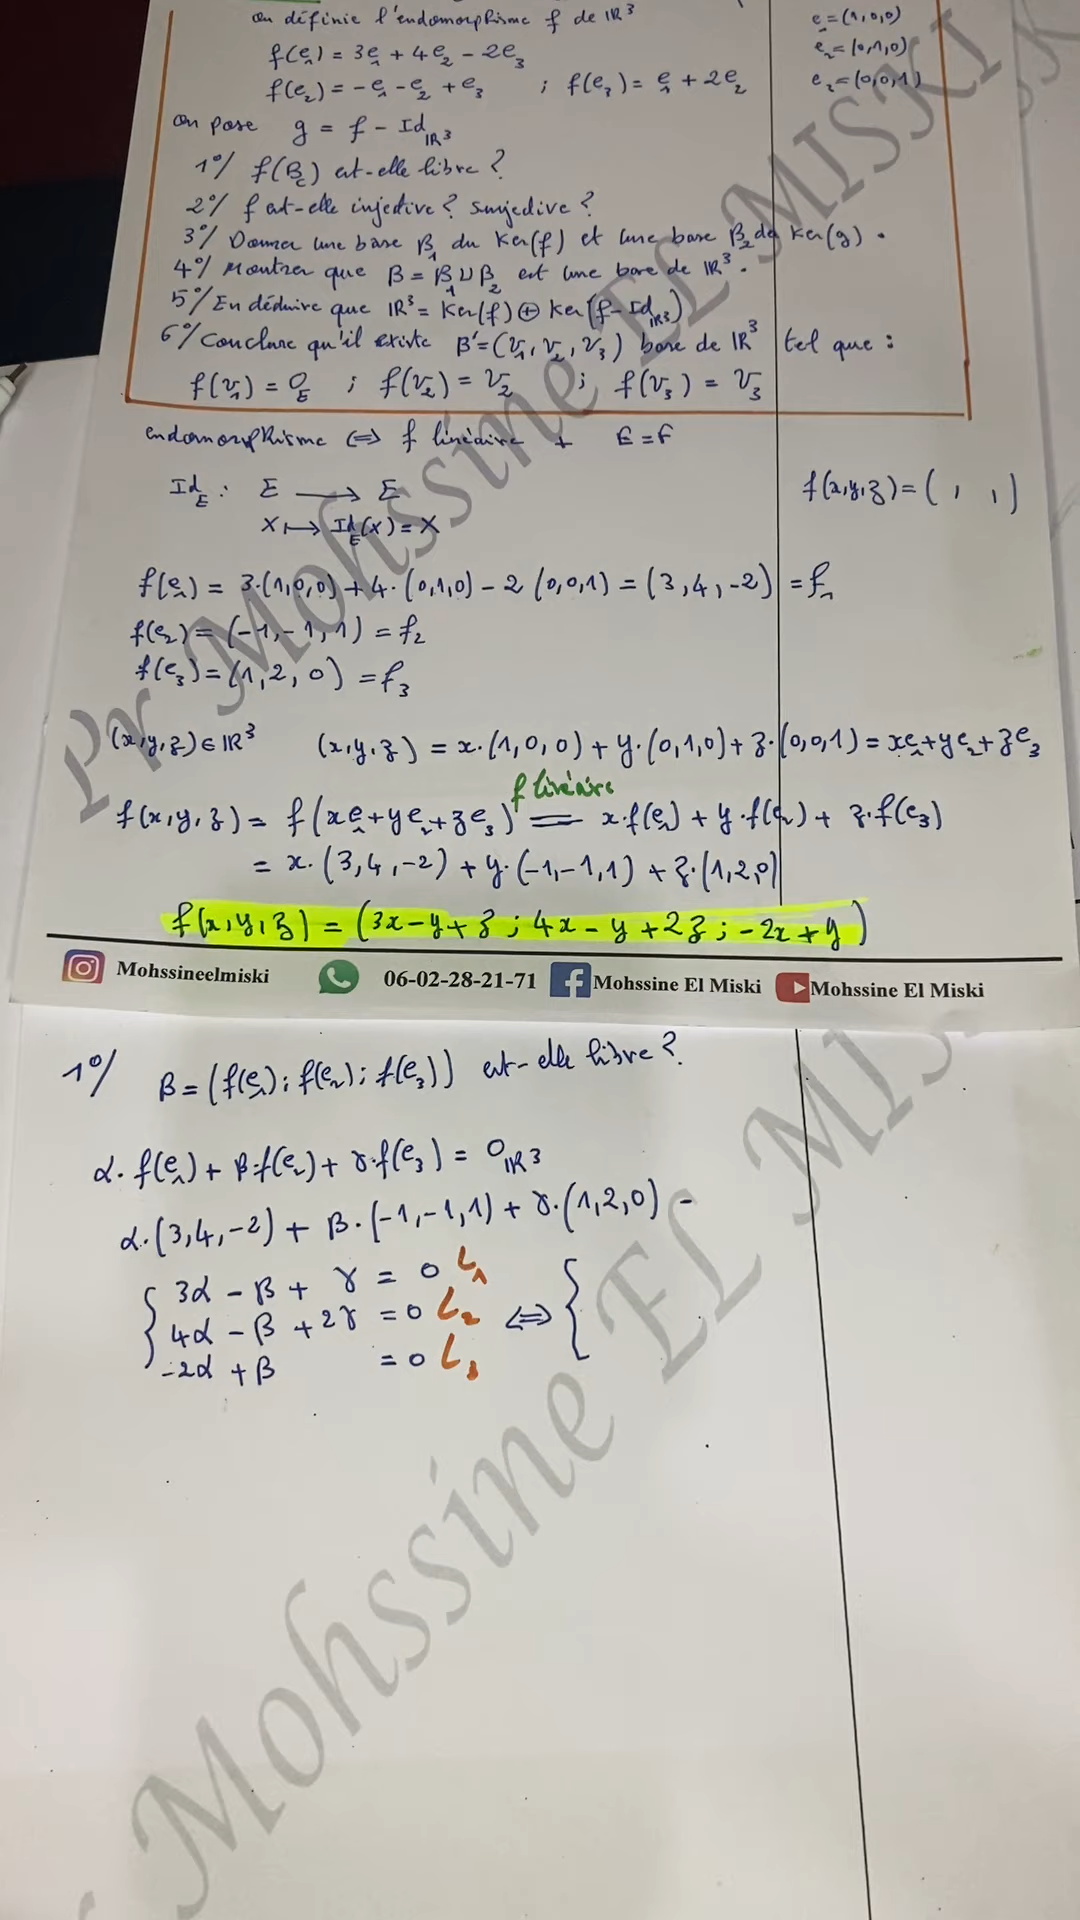 on définie l'endomorphisme f de IR³
e₁=(1,0,0)
f(e₁) = 3e₁ + 4e₂ - 2e₃
e₂=(0,1,0)
f(e₂) = -e₁ - e₂ + e₃ ; f(e₃) = e₁ + 2e₂
e₂=(0,0,1)
on pose g = f - Id_IR³
1°/ f(B_c) est-elle libre ?
2°/ f est-elle injective ? surjective ?
3°/ Donner une base β₁ du Ker(f) et une base β₂ de Ker(g).
4°/ Montrer que β = β₁ ∪ β₂ est une base de IR³.
5°/ En déduire que IR³ = Ker(f) ⊕ Ker(f-Id_IR³)
6°/ Conclure qu'il existe β'=(v₁, v₂, v₃) base de IR³ tel que :
f(v₁) = 0_E ; f(v₂) = v₂ ; f(v₃) = v₃
endomorphisme ⟺ f linéaire + E=F
Id_E : E ⟶ E
f(x,y,z) = ( , , )
X ⟼ Id_E(x) = X
f(e₁) = 3·(1,0,0) + 4·(0,1,0) - 2(0,0,1) = (3,4,-2) = f₁
f(e₂) = (-1,-1,1) = f₂
f(e₃) = (1,2,0) = f₃
(x,y,z) ∈ IR³ (x,y,z) = x·(1,0,0) + y·(0,1,0) + z·(0,0,1) = xe₁+ye₂+ze₃
f linéaire
f(x,y,z) = f(xe₁+ye₂+ze₃) = x·f(e₁) + y·f(e₂) + z·f(e₃)
= x·(3,4,-2) + y·(-1,-1,1) + z·(1,2,0)
f(x,y,z) = (3x-y+z ; 4x-y+2z ; -2x+y)
Mohssineelmiski 06-02-28-21-71 Mohssine El Miski Mohssine El Miski
1°/ β = (f(e₁); f(e₂); f(e₃)) est-elle libre ?
α·f(e₁) + β·f(e₂) + γ·f(e₃) = 0_IR³
α·(3,4,-2) + β·(-1,-1,1) + γ·(1,2,0) -
{ 3α - β + γ = 0 L₁
4α - β + 2γ = 0 L₂ ⟺ {
-2α + β = 0 L₃
Pr Mohssine EL MISKI
Mohssine EL MIS